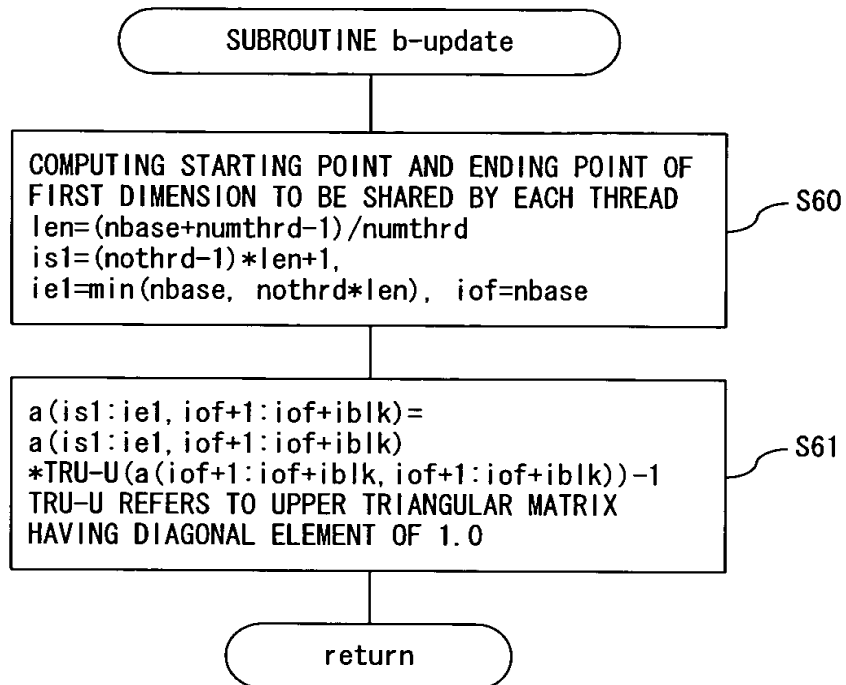 SUBROUTINE b-update
COMPUTING STARTING POINT AND ENDING POINT OF
FIRST DIMENSION TO BE SHARED BY EACH THREAD
len=(nbase+numthrd-1)/numthrd
is1=(nothrd-1)*len+1,
ie1=min(nbase, nothrd*len), iof=nbase
S60
a(is1:ie1,iof+1:iof+iblk)=
a(is1:ie1,iof+1:iof+iblk)
*TRU-U(a(iof+1:iof+iblk,iof+1:iof+iblk))-1
TRU-U REFERS TO UPPER TRIANGULAR MATRIX
HAVING DIAGONAL ELEMENT OF 1.0
S61
return